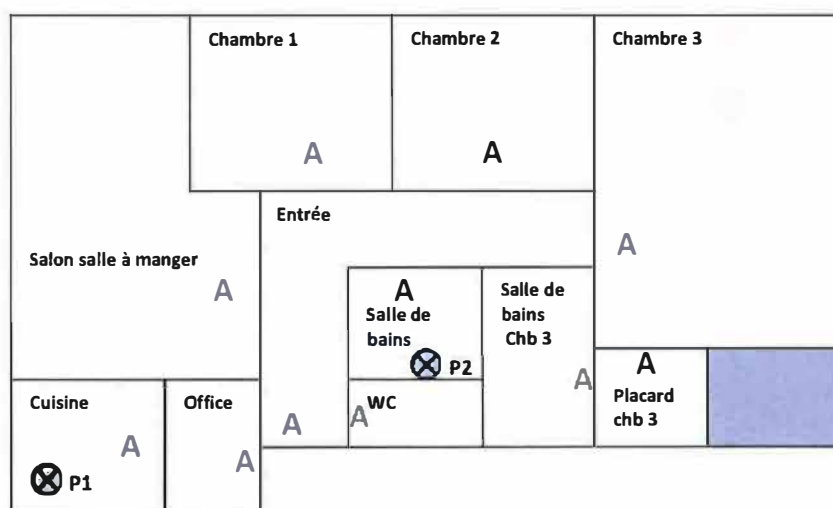 Chambre 1
Chambre 2
Chambre 3
A
A
Entrée
Salon salle à manger
A
A
A
Salle de
bains
Salle de
bains
Chb 3
P2
A
Placard
chb 3
A
Cuisine
Office
WC
A
A
A
A
P1